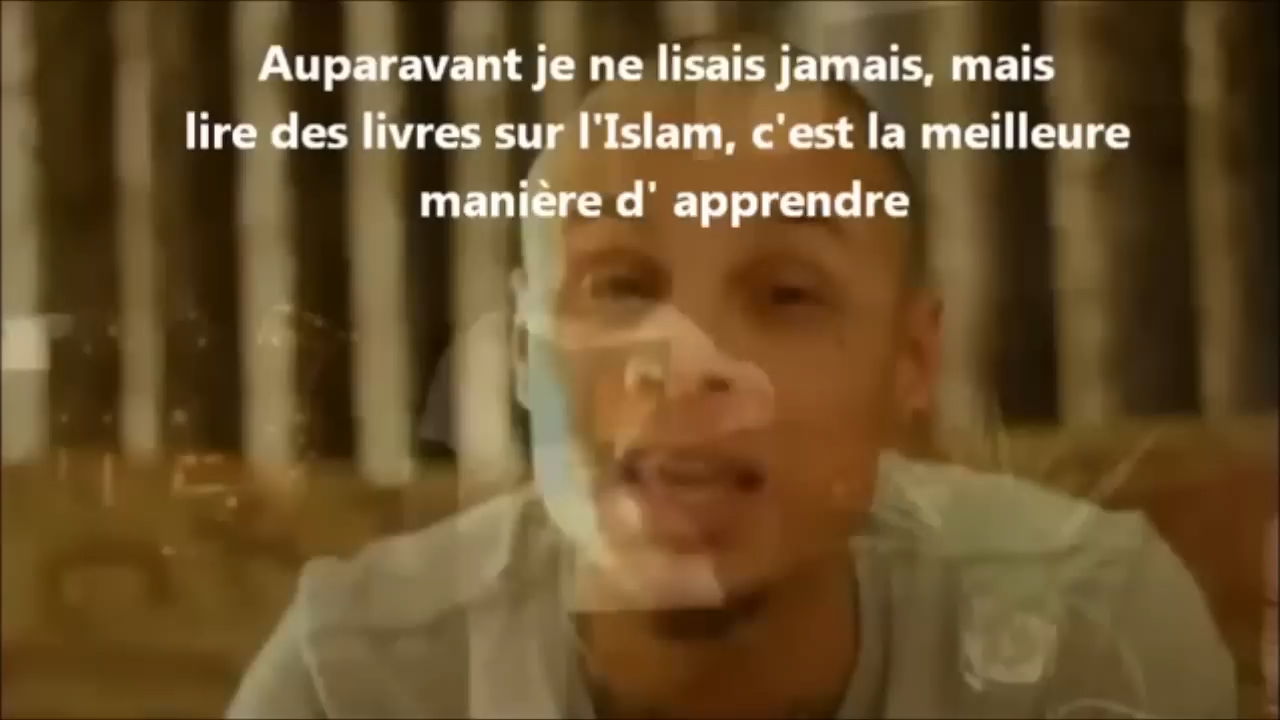 Auparavant je ne lisais jamais, mais
lire des livres sur l'Islam, c'est la meilleure
manière d' apprendre